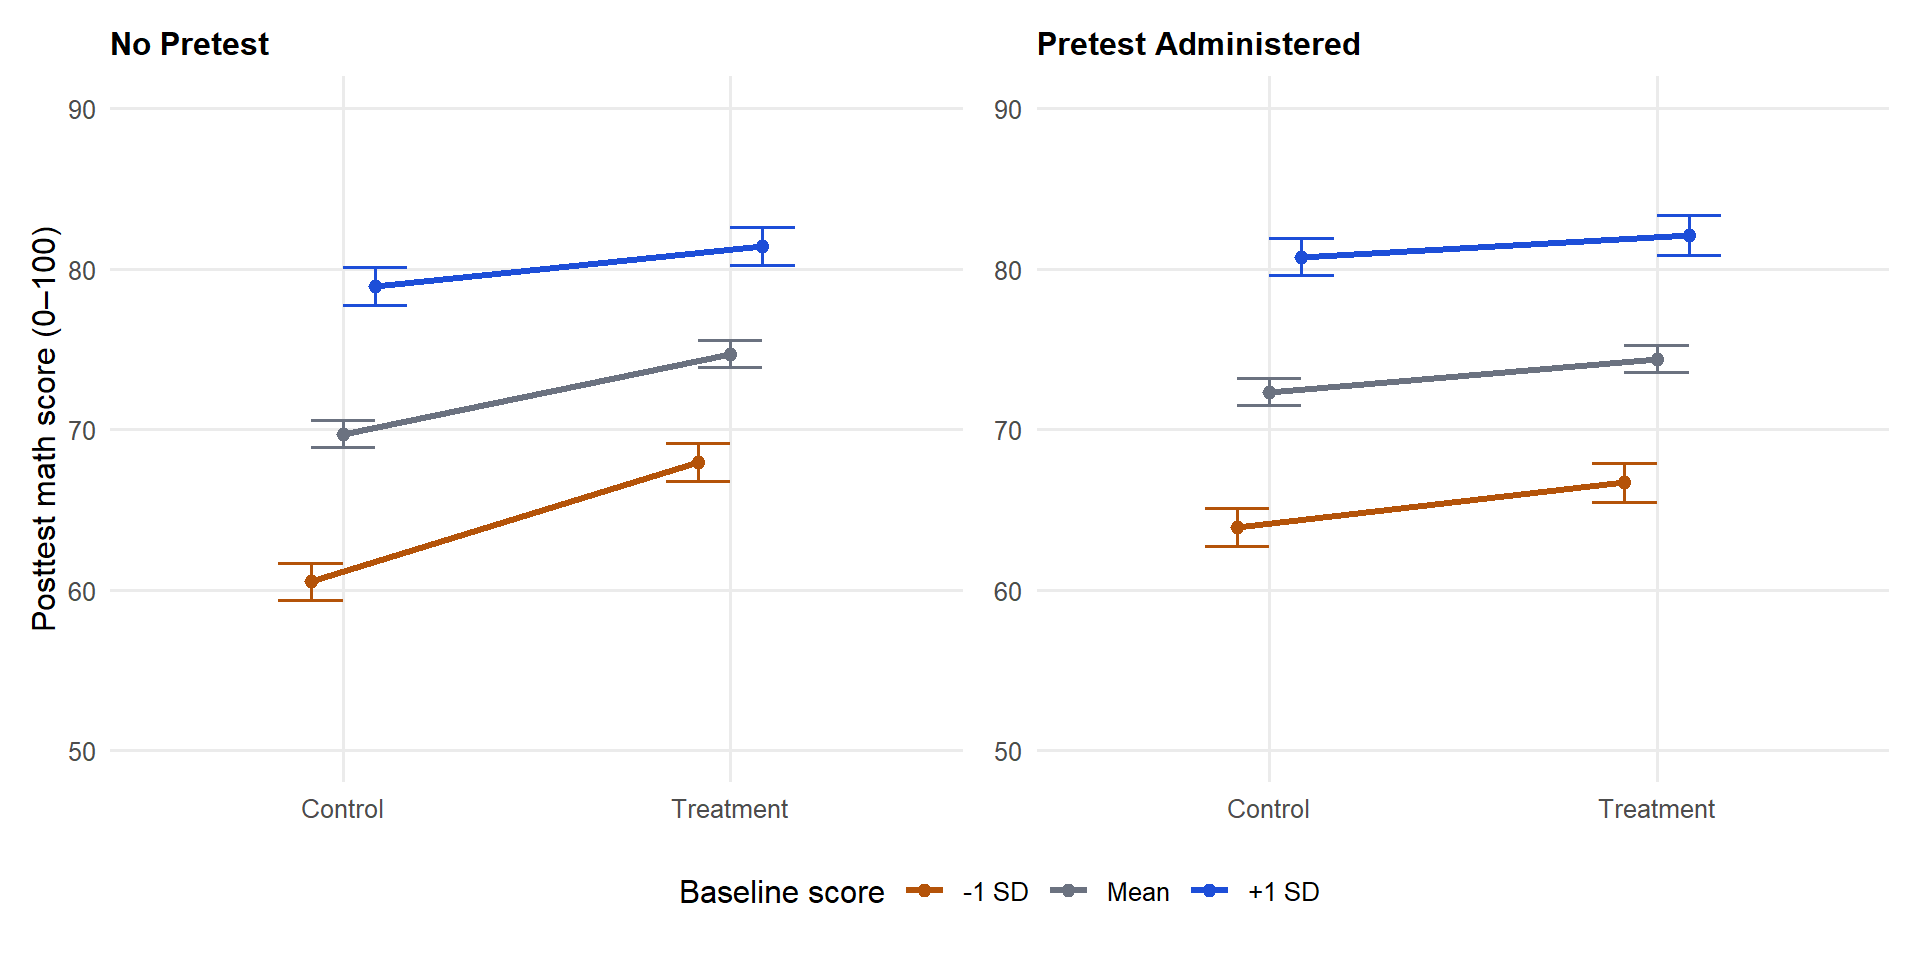 No Pretest
Pretest Administered
Posttest math score (0–100)
90
80
70
60
50
90
80
70
60
50
Control
Treatment
Control
Treatment
Baseline score
-1 SD
Mean
+1 SD